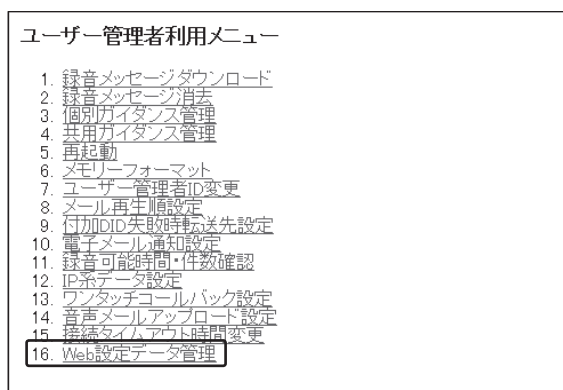 ユーザー管理者利用メニュー
1. 録音メッセージダウンロード
2. 録音メッセージ消去
3. 個別ガイダンス管理
4. 共用ガイダンス管理
5. 再起動
6. メモリーフォーマット
7. ユーザー管理者ID変更
8. メール再生順設定
9. 付加DID失敗時転送先設定
10. 電子メール通知設定
11. 録音可能時間・件数確認
12. IP系データ設定
13. ワンタッチコールバック設定
14. 音声メールアップロード設定
15. 接続タイムアウト時間変更
16. Web設定データ管理